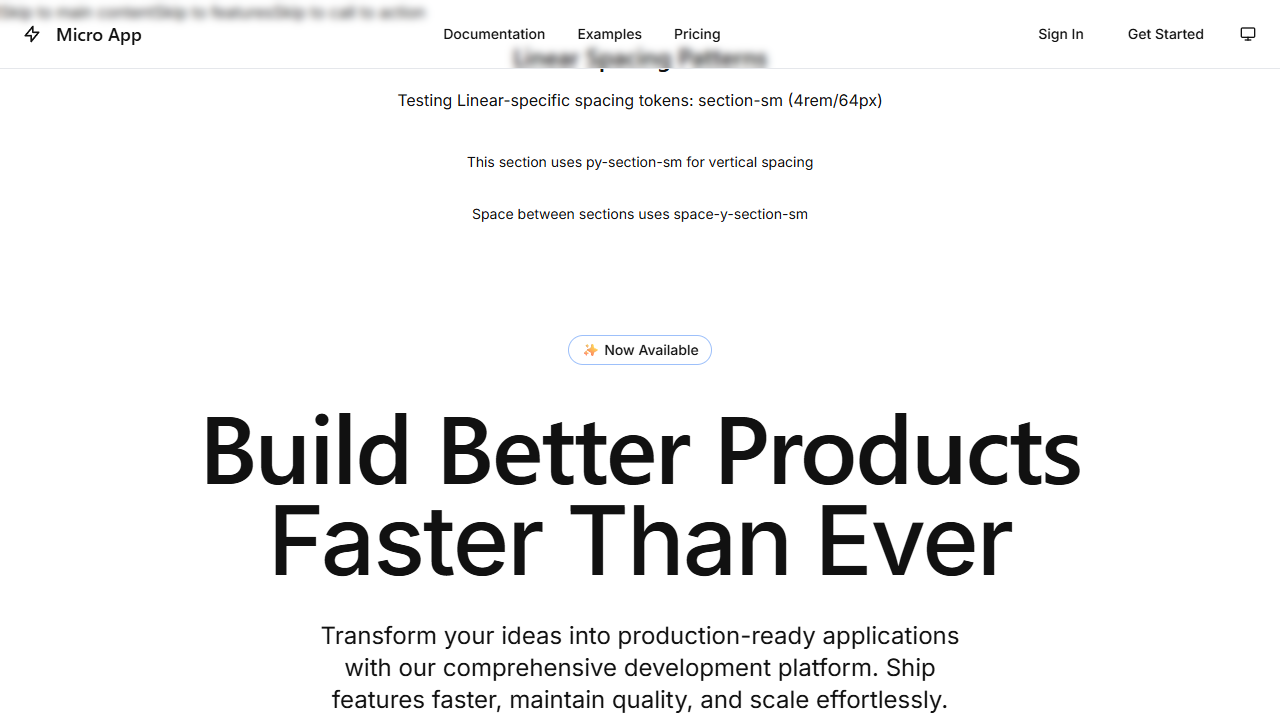 Skip to main contentSkip to featuresSkip to call to action
Micro App
Documentation
Examples
Pricing
Sign In
Get Started
Linear Spacing Patterns
Testing Linear-specific spacing tokens: section-sm (4rem/64px)
This section uses py-section-sm for vertical spacing
Space between sections uses space-y-section-sm
✨ Now Available
Build Better Products
Faster Than Ever
Transform your ideas into production-ready applications
with our comprehensive development platform. Ship
features faster, maintain quality, and scale effortlessly.